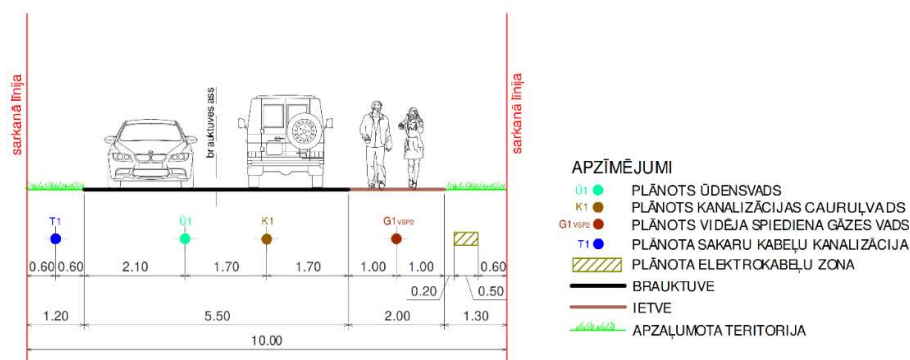 sarkanā līnija
brauktuves ass
sarkanā līnija
T1
Ū1
K1
G1VSP2
0.60
0.60
2.10
1.70
1.70
1.00
1.00
0.60
0.20
0.50
1.20
5.50
2.00
1.30
10.00
APZĪMĒJUMI
Ū1 PLĀNOTS ŪDENSVADS
K1 PLĀNOTS KANALIZĀCIJAS CAURUĻVADS
G1VSP2 PLĀNOTS VIDĒJA SPIEDIENA GĀZES VADS
T1 PLĀNOTA SAKARU KABEĻU KANALIZĀCIJA
PLĀNOTA ELEKTROKABEĻU ZONA
BRAUKTUVE
IETVE
APZAĻUMOTA TERITORIJA